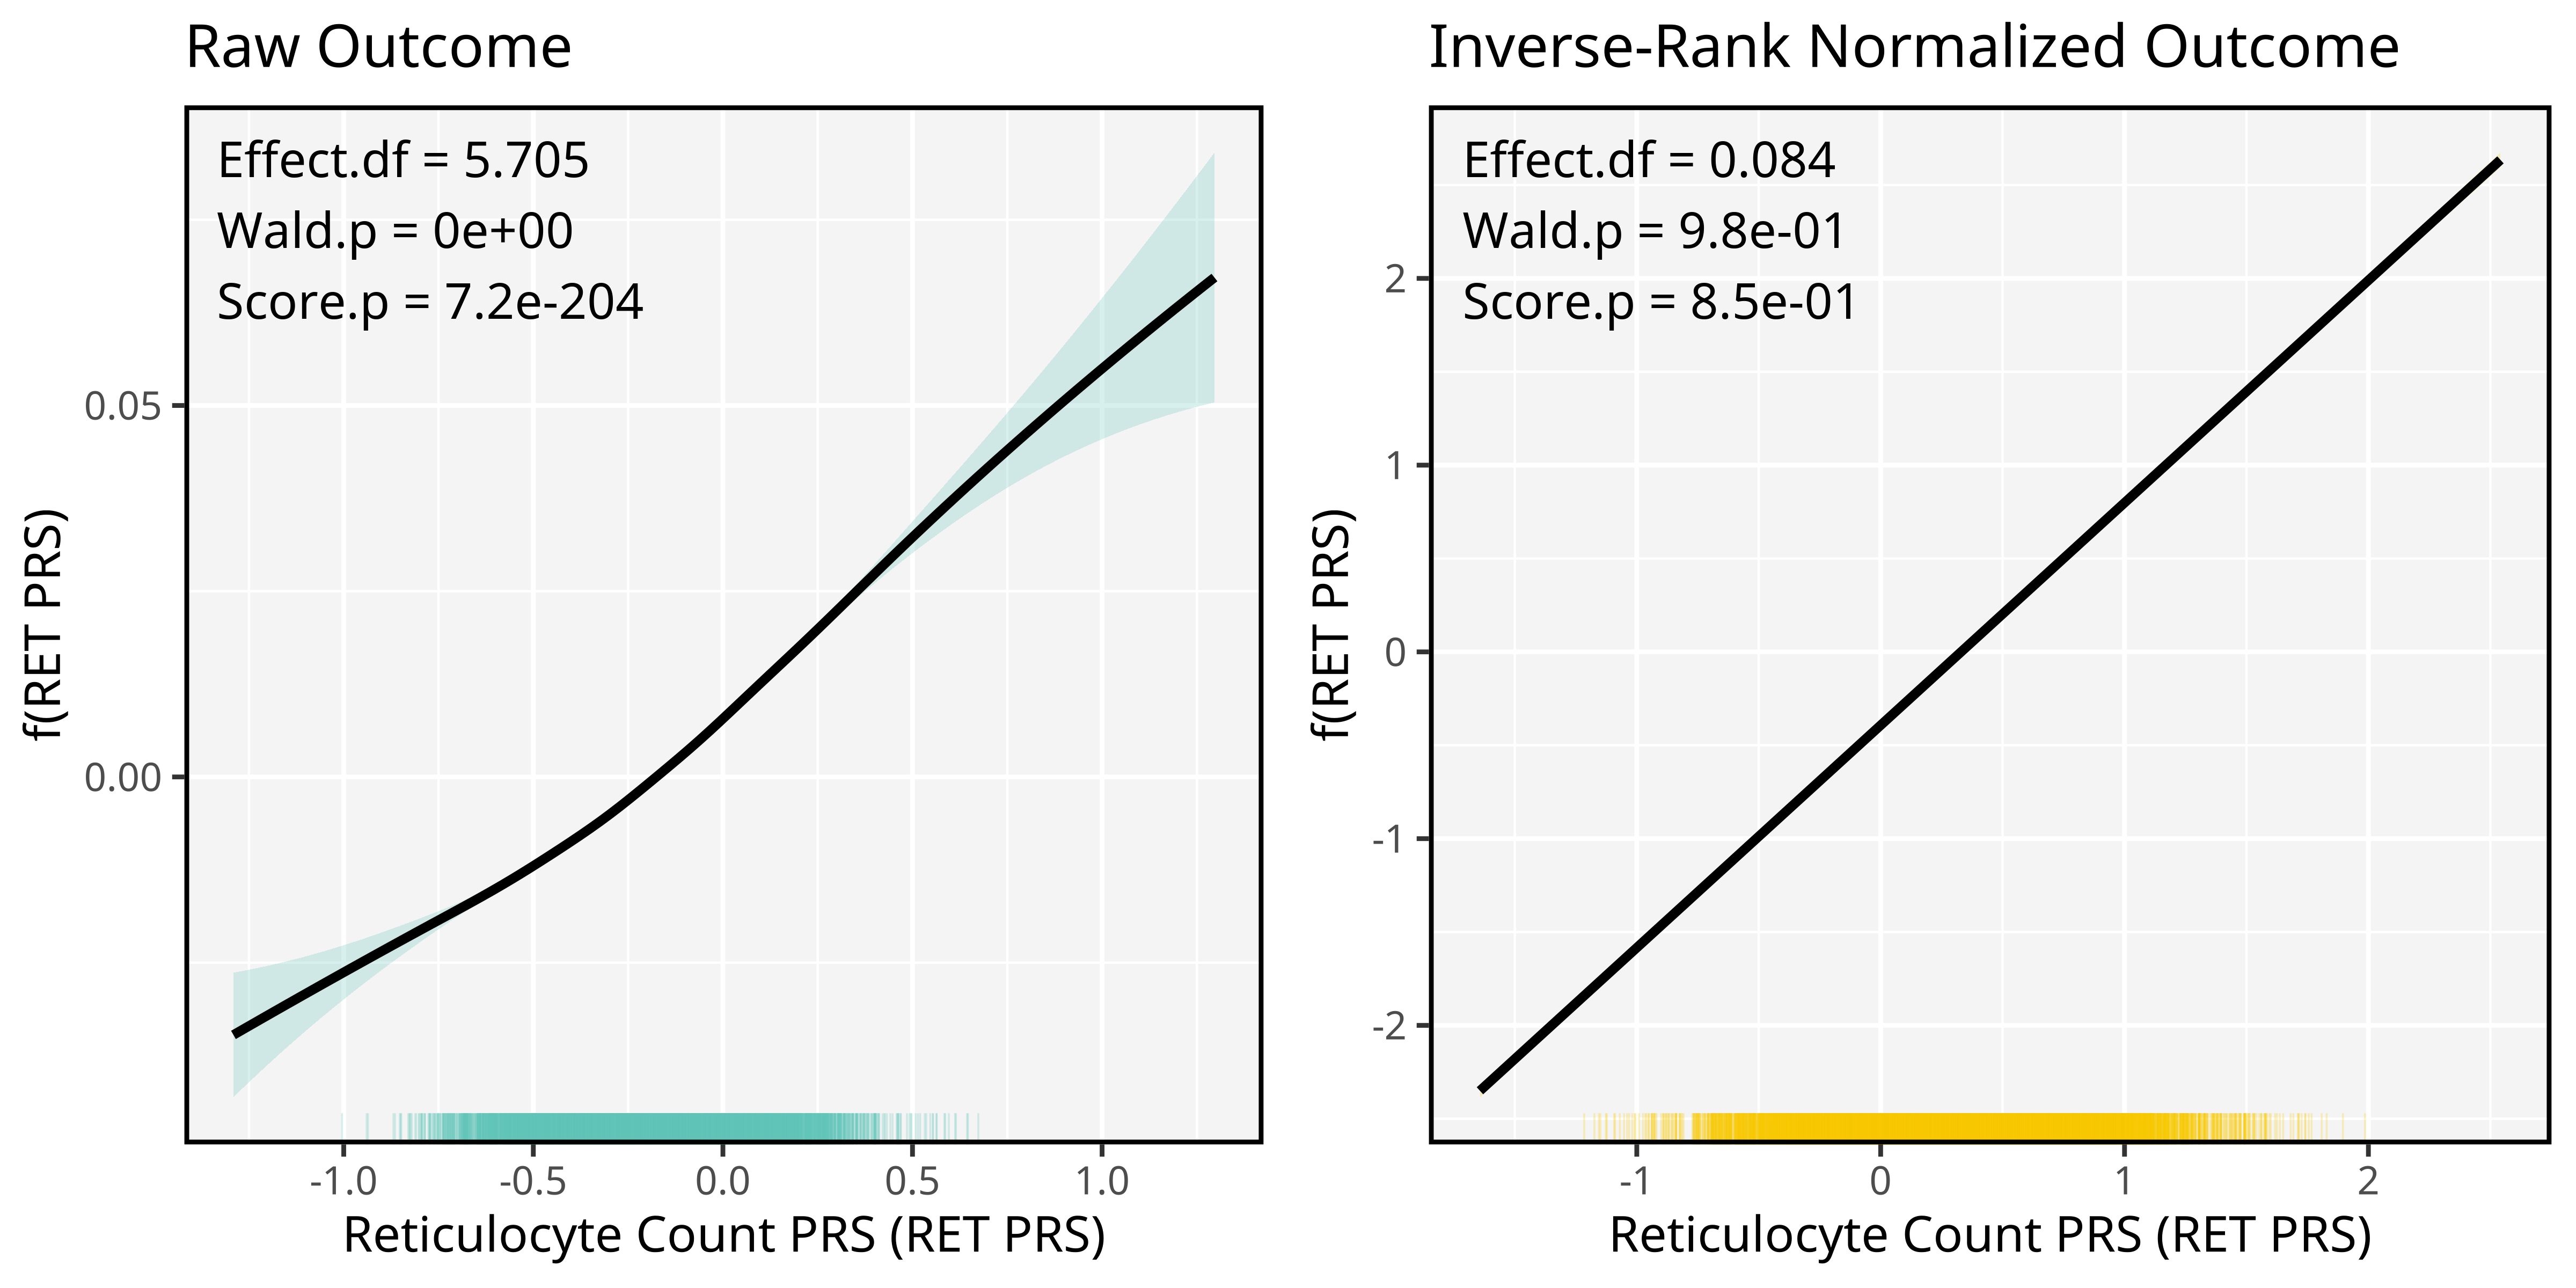 Raw Outcome
Effect.df = 5.705
Wald.p = 0e+00
Score.p = 7.2e-204
0.05
0.00
f(RET PRS)
-1.0 -0.5 0.0 0.5 1.0
Reticulocyte Count PRS (RET PRS)
Inverse-Rank Normalized Outcome
Effect.df = 0.084
Wald.p = 9.8e-01
Score.p = 8.5e-01
2
1
0
-1
-2
f(RET PRS)
-1 0 1 2
Reticulocyte Count PRS (RET PRS)